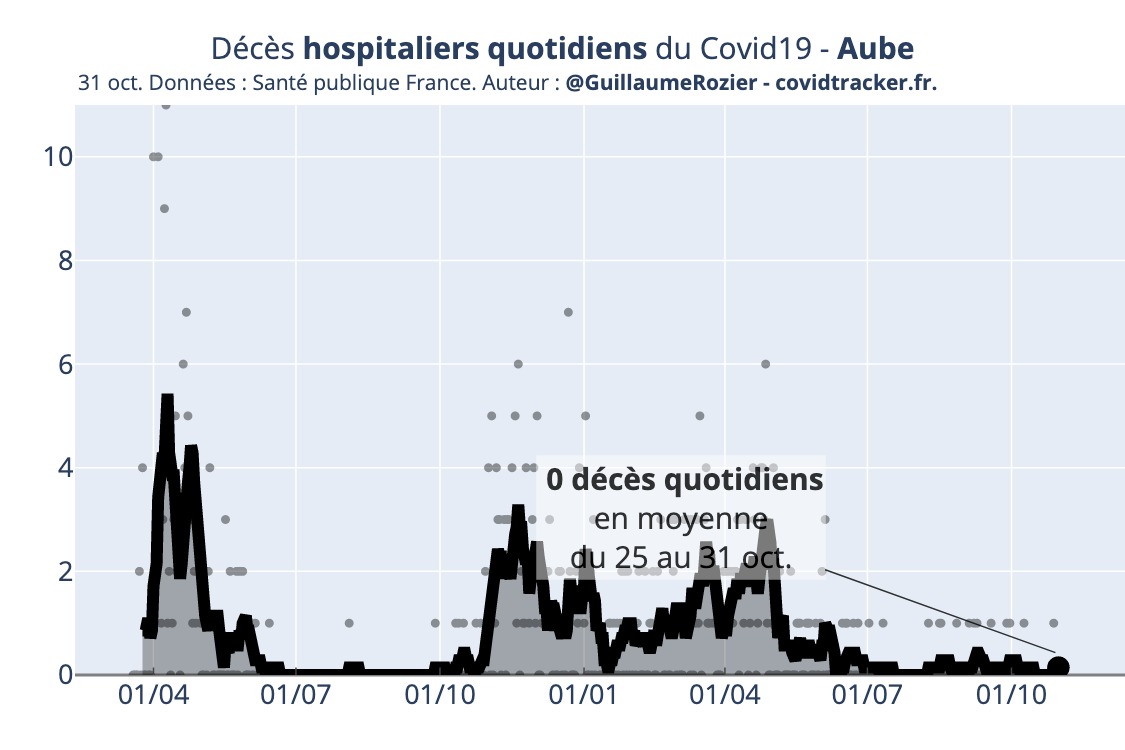 Décès hospitaliers quotidiens du Covid19 - Aube
31 oct. Données : Santé publique France. Auteur : @GuillaumeRozier - covidtracker.fr.
10
8
6
4
2
0
0 décès quotidiens
en moyenne
du 25 au 31 oct.
01/04 01/07 01/10 01/01 01/04 01/07 01/10